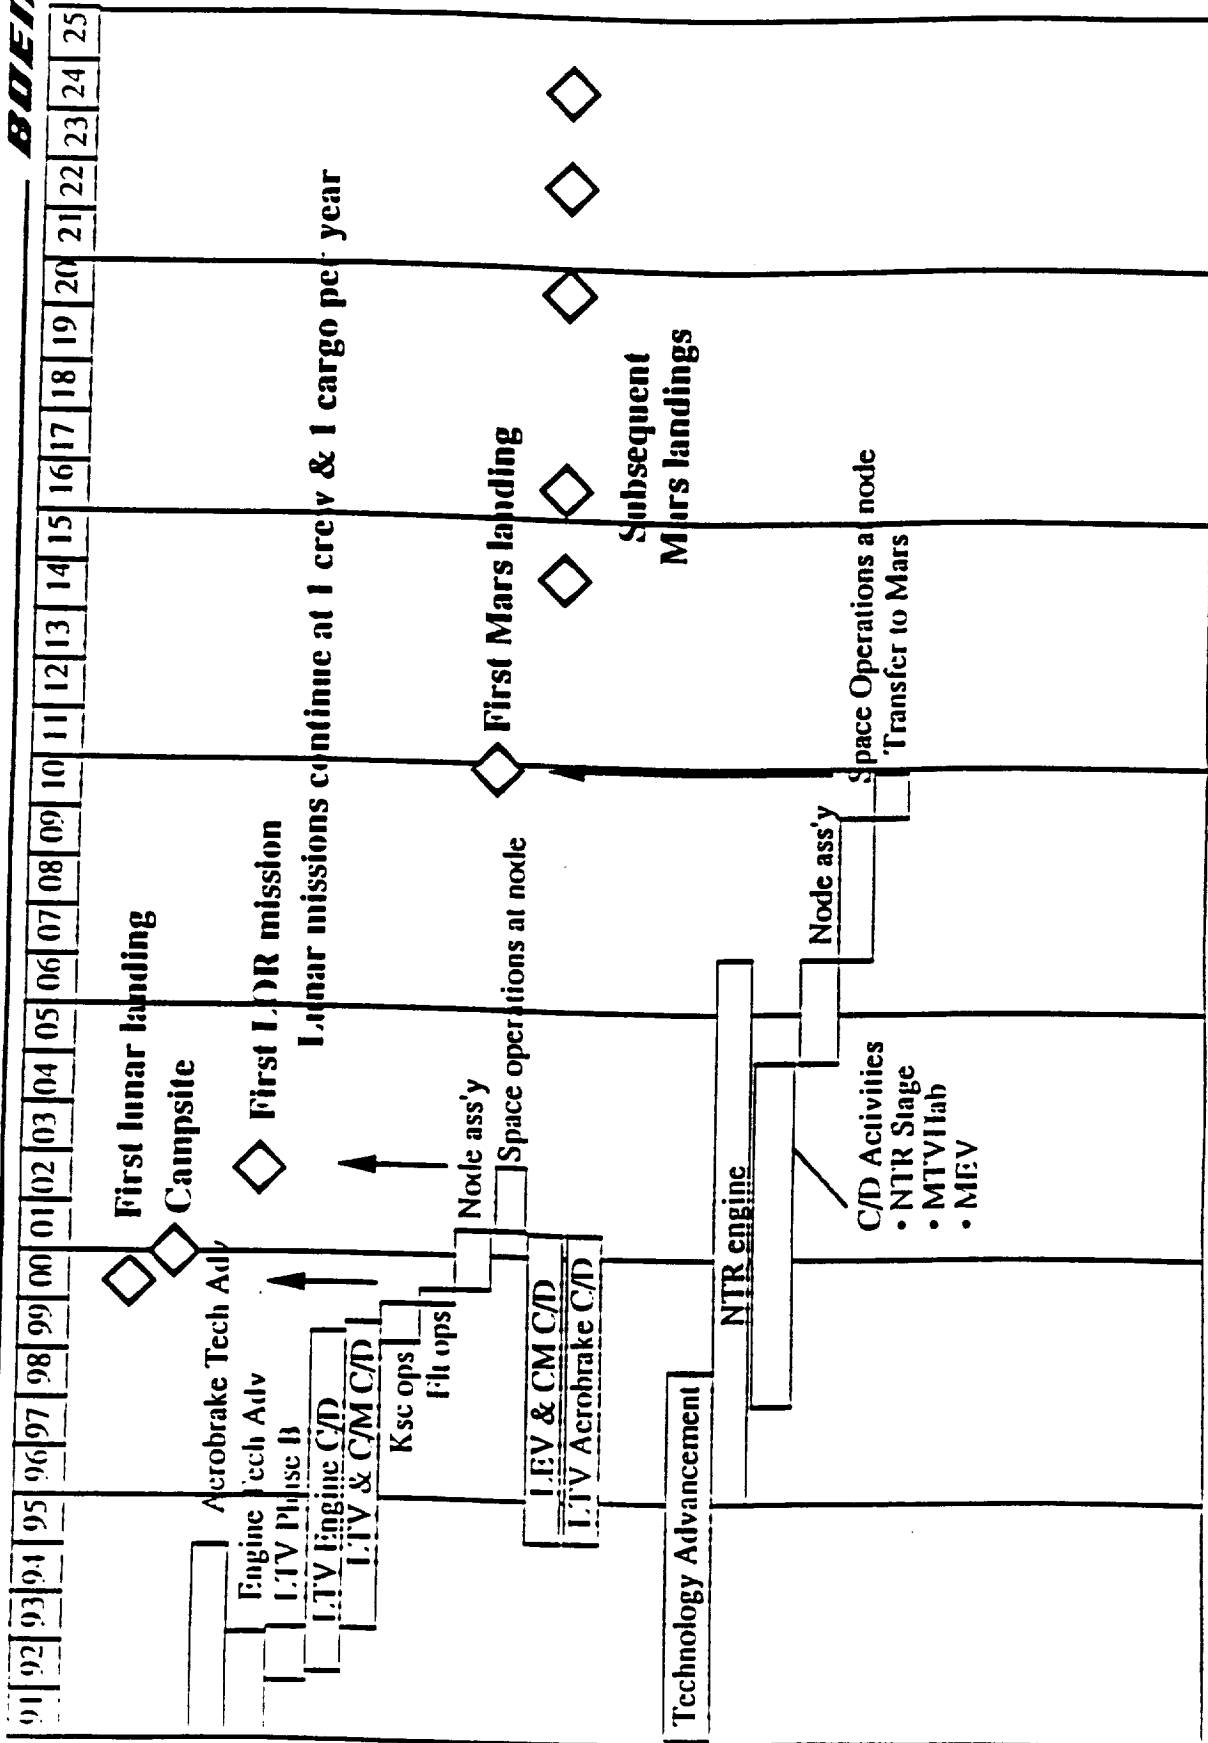 BOEI
91 92 93 94 95 96 97 98 99 00 01 02 03 04 05 06 07 08 09 10 11 12 13 14 15 16 17 18 19 20 21 22 23 24 25
First lunar landing
Campsite
Acrobrake Tech Adv
Engine Tech Adv
First LOR mission
LTV Phase B
Lunar missions continue at 1 crew & 1 cargo per year
LTV Engine C/D
LTV & C/M C/D
Ksc ops
Flt ops
Node ass'y
First Mars landing
Space operations at node
LEV & CM C/D
LTV Acrobrake C/D
Subsequent
Mars landings
Technology Advancement
NTR engine
Node ass'y
Space Operations at node
Transfer to Mars
C/D Activities
• NTR Stage
• MTV Hab
• MEV